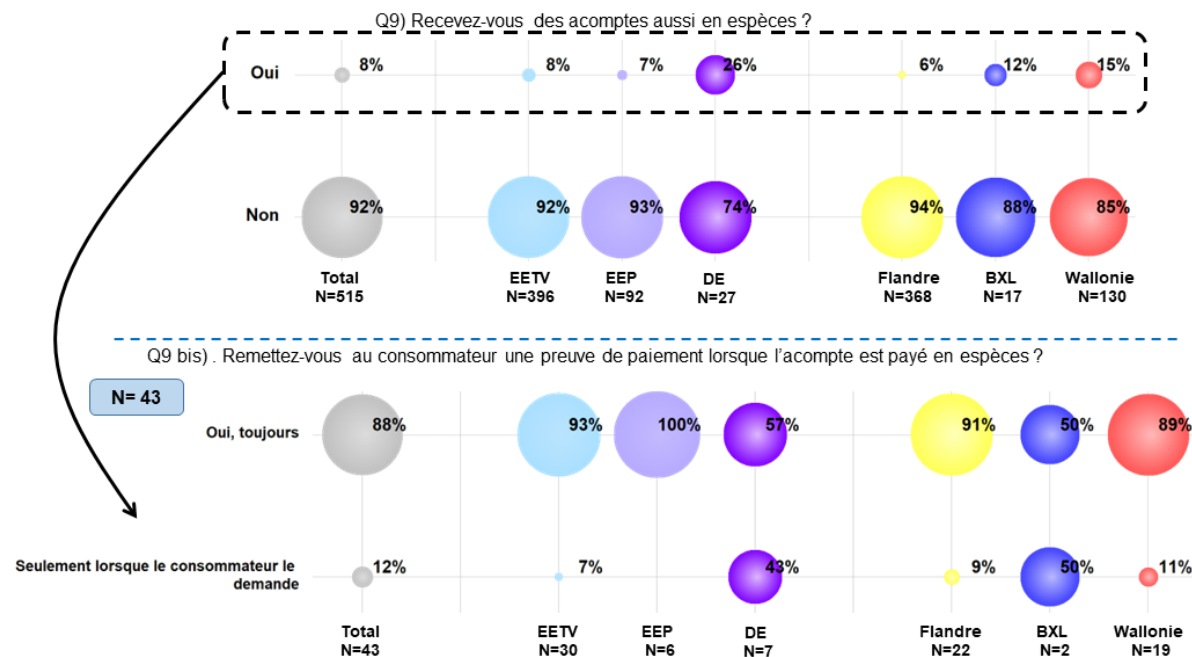 Q9) Recevez-vous des acomptes aussi en espèces ?
Oui
8%
8%
7%
26%
6%
12%
15%
Non
92%
92%
93%
74%
94%
88%
85%
Total
N=515
EETV
N=396
EEP
N=92
DE
N=27
Flandre
N=368
BXL
N=17
Wallonie
N=130
Q9 bis) . Remettez-vous au consommateur une preuve de paiement lorsque l'acompte est payé en espèces ?
N= 43
Oui, toujours
88%
93%
100%
57%
91%
50%
89%
Seulement lorsque le consommateur le
demande
12%
7%
43%
9%
50%
11%
Total
N=43
EETV
N=30
EEP
N=6
DE
N=7
Flandre
N=22
BXL
N=2
Wallonie
N=19